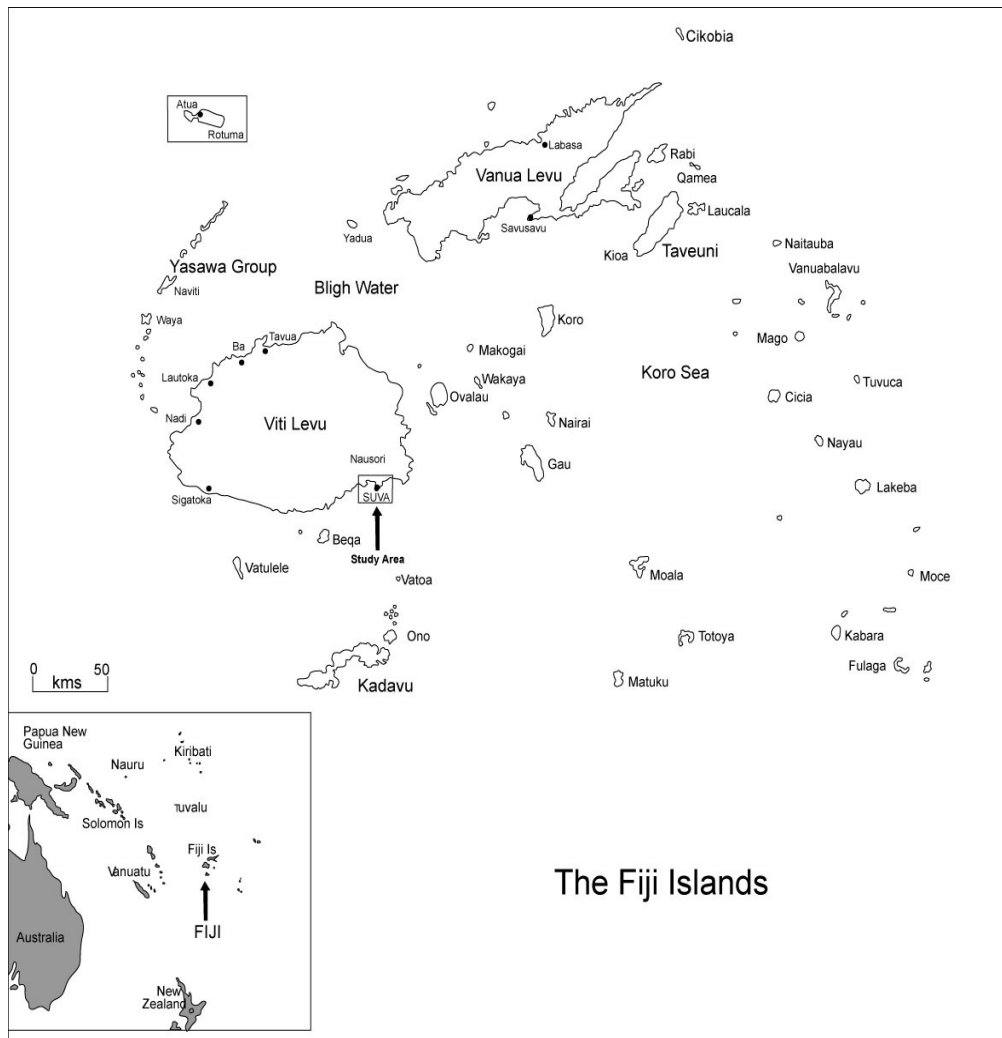 Cikobia
Atua
Rotuma
Labasa
Rabi
Vanua Levu
Qamea
Laucala
Savusavu
Yadua
Kioa
Taveuni
Naitauba
Yasawa Group
Vanuabalavu
Naviti
Bligh Water
Waya
Koro
Tavua
Mago
Ba
Makogai
Koro Sea
Lautoka
Wakaya
Tuvuca
Ovalau
Cicia
Nadi
Viti Levu
Nairai
Nayau
Nausori
Gau
Sigatoka
SUVA
Lakeba
Beqa
Study Area
Vatulele
Vatoa
Moala
Moce
Ono
Totoya
Kabara
Fulaga
0 50
kms
Kadavu
Matuku
Papua New
Guinea
Nauru
Kiribati
Tuvalu
Solomon Is
Fiji Is
Vanuatu
The Fiji Islands
FIJI
Australia
New
Zealand